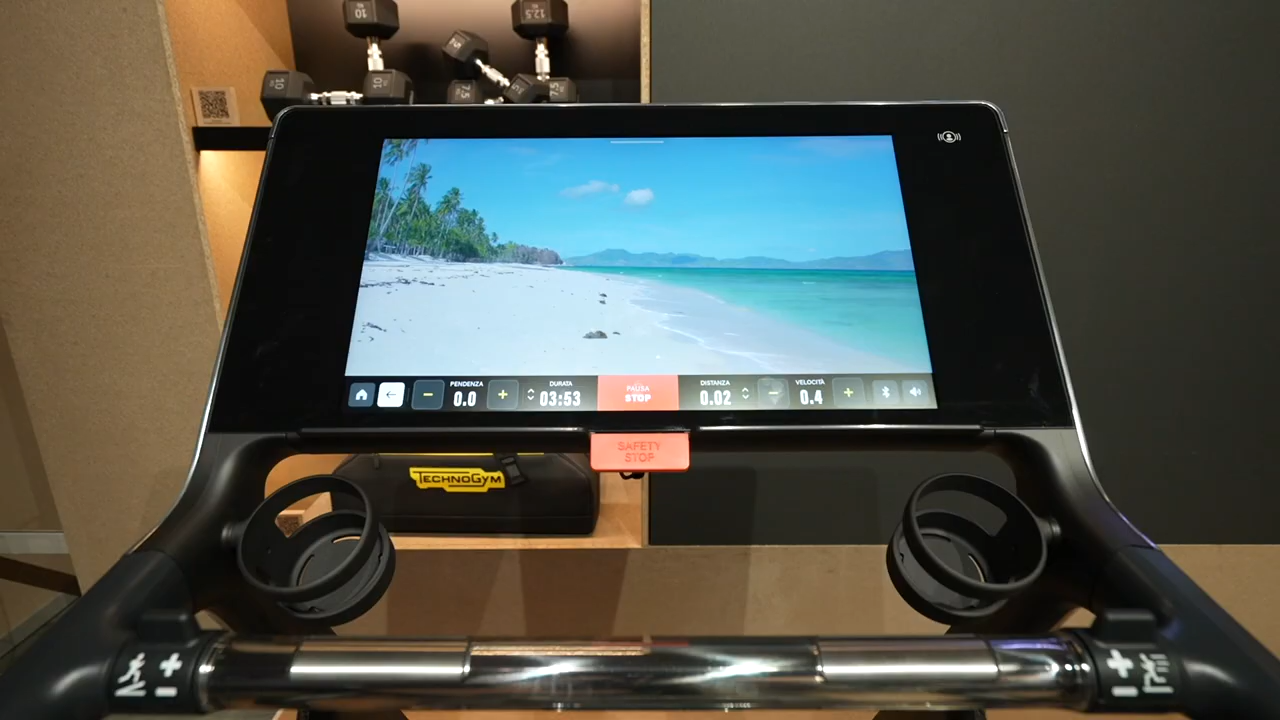 10
12.5
5
10
10
7.5
7.5
PENDENZA
0.0
DURATA
03:53
PAUSA
STOP
DISTANZA
0.02
VELOCITÀ
0.4
SAFETY
STOP
TECHNOGYM